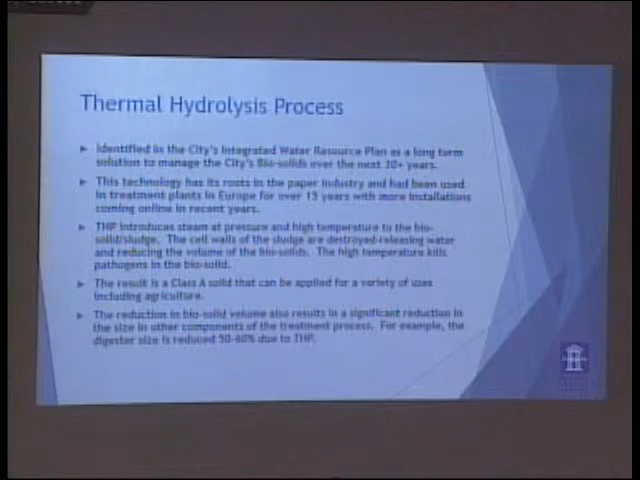 Thermal Hydrolysis Process
Identified in the City's Integrated Water Resource Plan as a long term
solution to manage the City's Bio-solids over the next 20+ years.
This technology has its roots in the paper industry and had been used
in treatment plants in Europe for over 15 years with more installations
coming online in recent years.
THP introduces steam at pressure and high temperature to the bio-
solid/sludge. The cell walls of the sludge are destroyed releasing water
and reducing the volume of the bio-solids. The high temperature kills
pathogens in the bio-solid.
The result is a Class A solid that can be applied for a variety of uses
including agriculture.
The reduction in bio-solid volume also results in a significant reduction in
the size in other components of the treatment process. For example, the
digester size is reduced 50-60% due to THP.